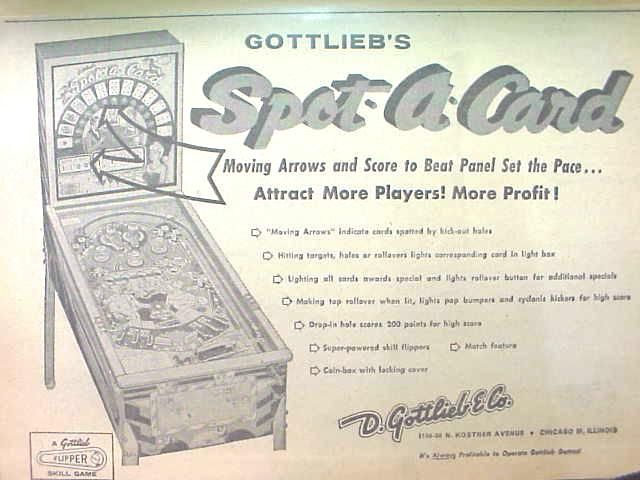 GOTTLIEB'S
Spot-A-Card
Spot-A-Card
Moving Arrows and Score to Beat Panel Set the Pace...
Attract More Players! More Profit!
"Moving Arrows" indicate cards spotted by kick-out holes
Hitting targets, holes or rollovers lights corresponding card in light box
Lighting all cards awards special and lights rollover button for additional specials
Making top rollover when lit, lights pop bumpers and cyclonic kickers for high score
Drop-in hole scores 200 points for high score
Super-powered skill flippers
Match feature
Coin-box with locking cover
D. Gottlieb & Co.
N. KOSTNER AVENUE • CHICAGO 51, ILLINOIS
It's Always Profitable to Operate Gottlieb Games!
A Gottlieb
FLIPPER
SKILL GAME